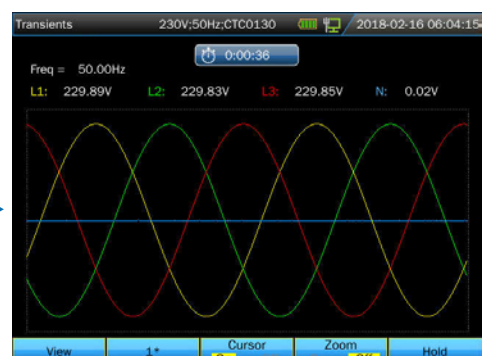 Transients 230V;50Hz;CTC0130 2018-02-16 06:04:15
0:00:36
Freq = 50.00Hz
L1: 229.89V L2: 229.83V L3: 229.85V N: 0.02V
View 1* Cursor Zoom Hold
Off